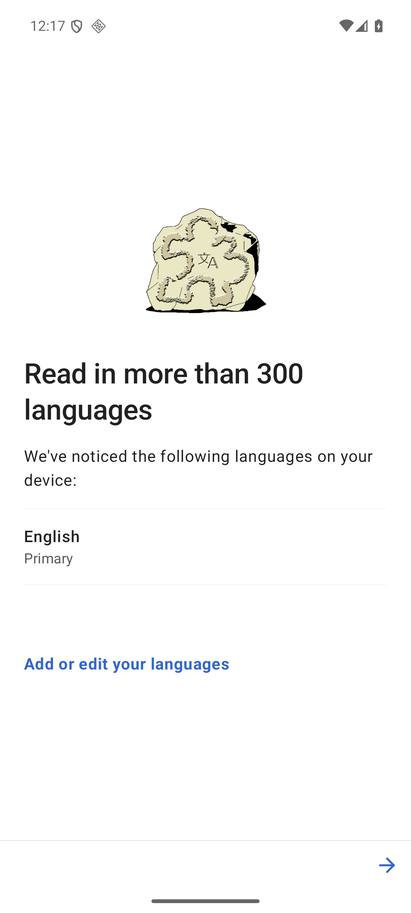 12:17
文A
Read in more than 300
languages
We've noticed the following languages on your
device:
English
Primary
Add or edit your languages